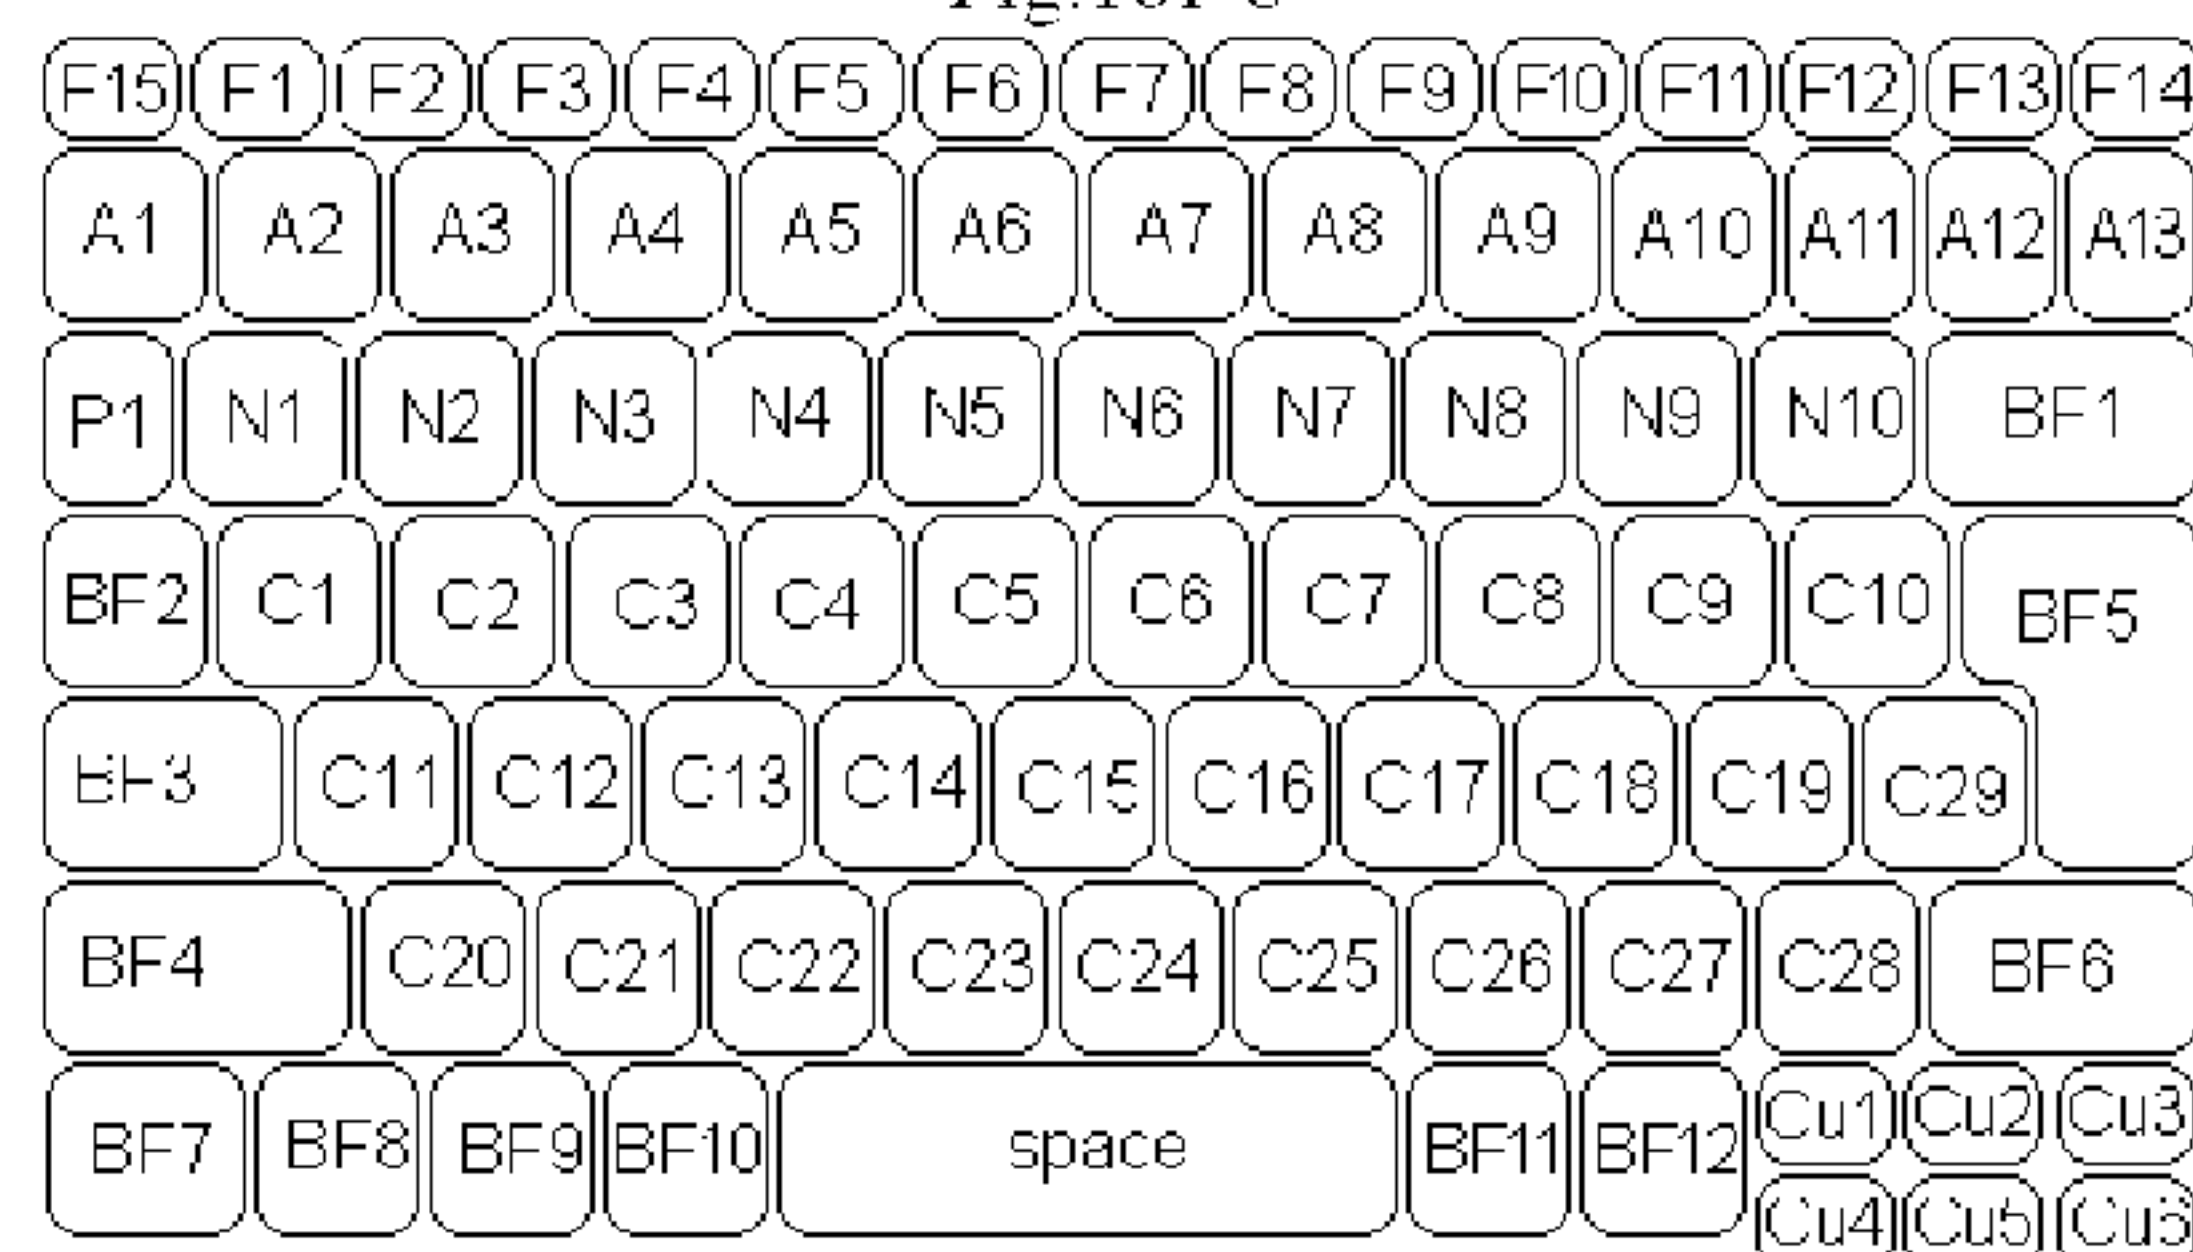 F15 F1 F2 F3 F4 F5 F6 F7 F8 F9 F10 F11 F12 F13 F14
A1 A2 A3 A4 A5 A6 A7 A8 A9 A10 A11 A12 A13
P1 N1 N2 N3 N4 N5 N6 N7 N8 N9 N10 BF1
BF2 C1 C2 C3 C4 C5 C6 C7 C8 C9 C10 BF5
BF3 C11 C12 C13 C14 C15 C16 C17 C18 C19 C29
BF4 C20 C21 C22 C23 C24 C25 C26 C27 C28 BF6
BF7 BF8 BF9 BF10 space BF11 BF12 Cu1 Cu2 Cu3
Cu4 Cu5 Cu6